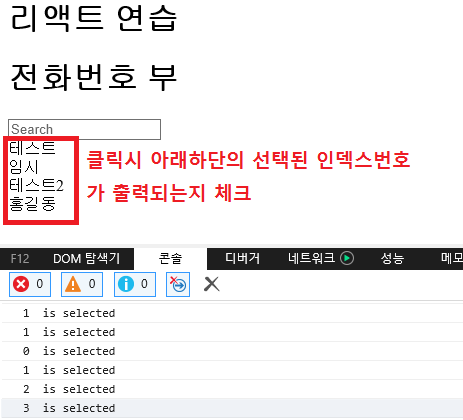 리액트 연습
전화번호 부
Search
테스트
임시
테스트2
홍길동
클릭시 아래하단의 선택된 인덱스번호
가 출력되는지 체크
F12 DOM 탐색기 콘솔 디버거 네트워크 성능 메모
0 0 0
1 is selected
1 is selected
0 is selected
1 is selected
2 is selected
3 is selected